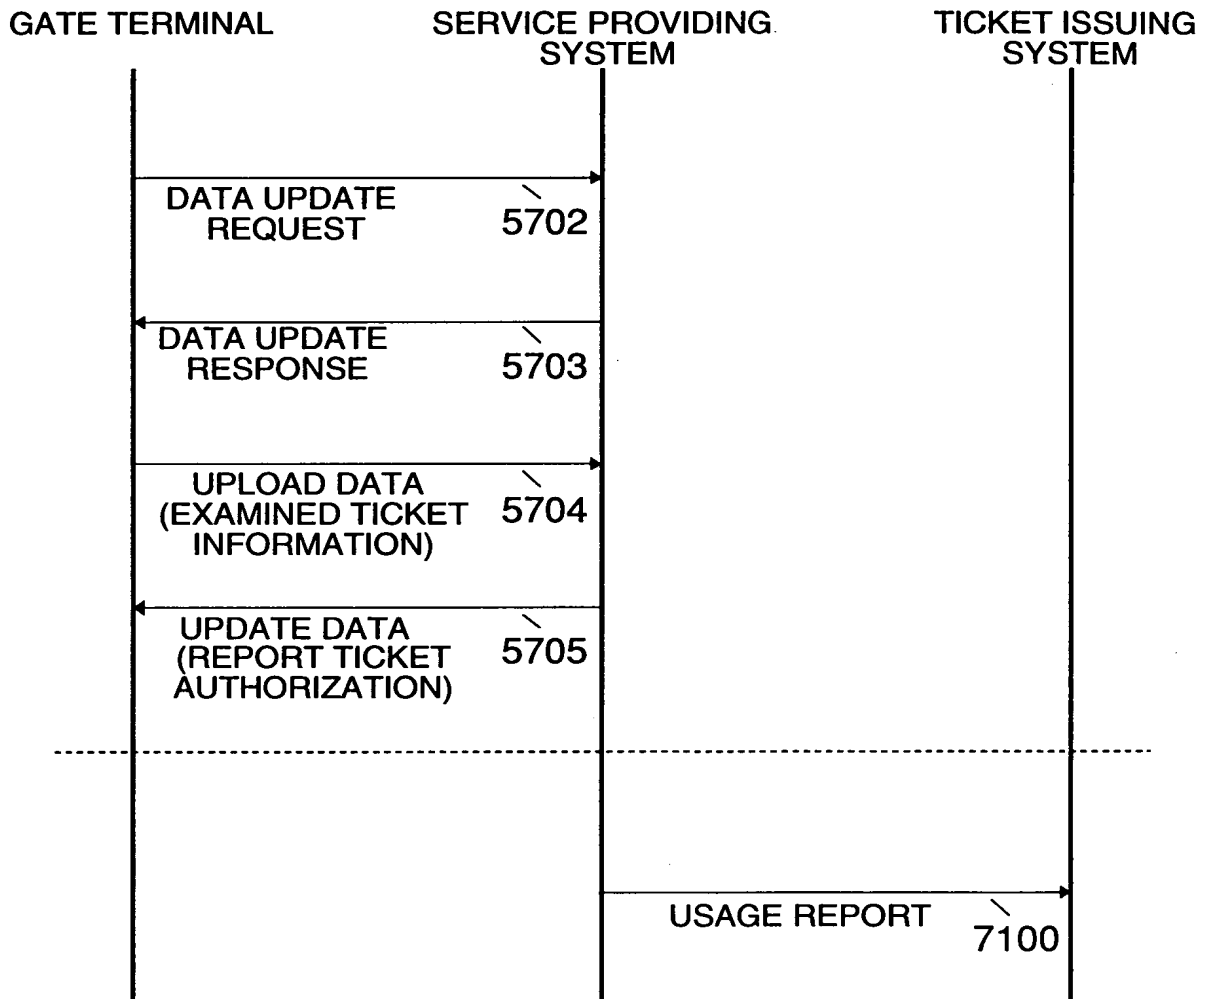 GATE TERMINAL
SERVICE PROVIDING
SYSTEM
TICKET ISSUING
SYSTEM
DATA UPDATE
REQUEST
5702
DATA UPDATE
RESPONSE
5703
UPLOAD DATA
(EXAMINED TICKET
INFORMATION)
5704
UPDATE DATA
(REPORT TICKET
AUTHORIZATION)
5705
USAGE REPORT
7100